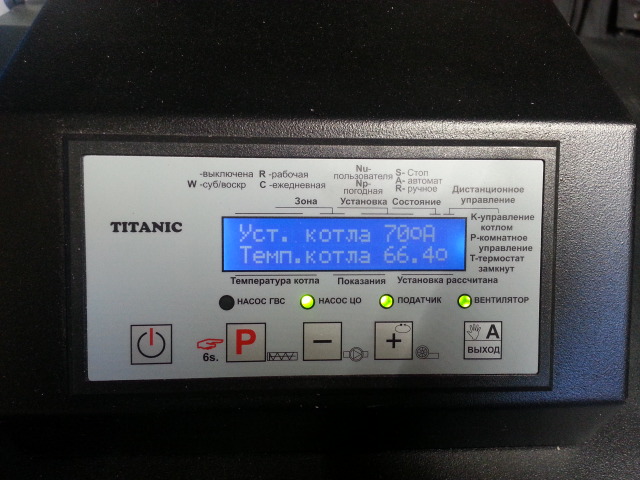 -выключена R -рабочая
W -суб/воскр C -ежедневная
Nu-
пользователя
Np-
погодная
S- Стоп
A- автомат
R- ручное
Дистанционное
управление
Зона Установка Состояние
TITANIC
Уст. котла 70°A
Темп.котла 66.4°
K-управление
котлом
P-комнатное
управление
T-термостат
замкнут
Температура котла Показания Установка рассчитана
НАСОС ГВС НАСОС ЦО ПОДАТЧИК ВЕНТИЛЯТОР
6s. P − + A
ВЫХОД